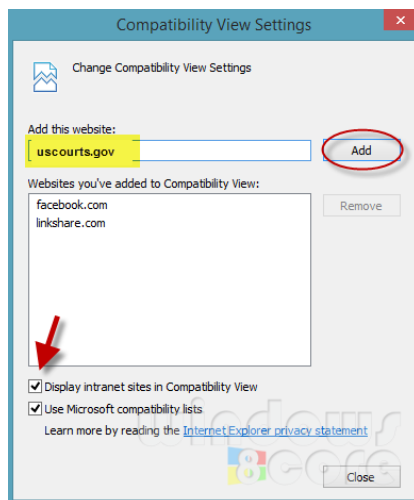 Compatibility View Settings
Change Compatibility View Settings
Add this website:
uscourts.gov
Add
Websites you've added to Compatibility View:
facebook.com
linkshare.com
Remove
Display intranet sites in Compatibility View
Use Microsoft compatibility lists
Learn more by reading the Internet Explorer privacy statement
windows
8core
Close